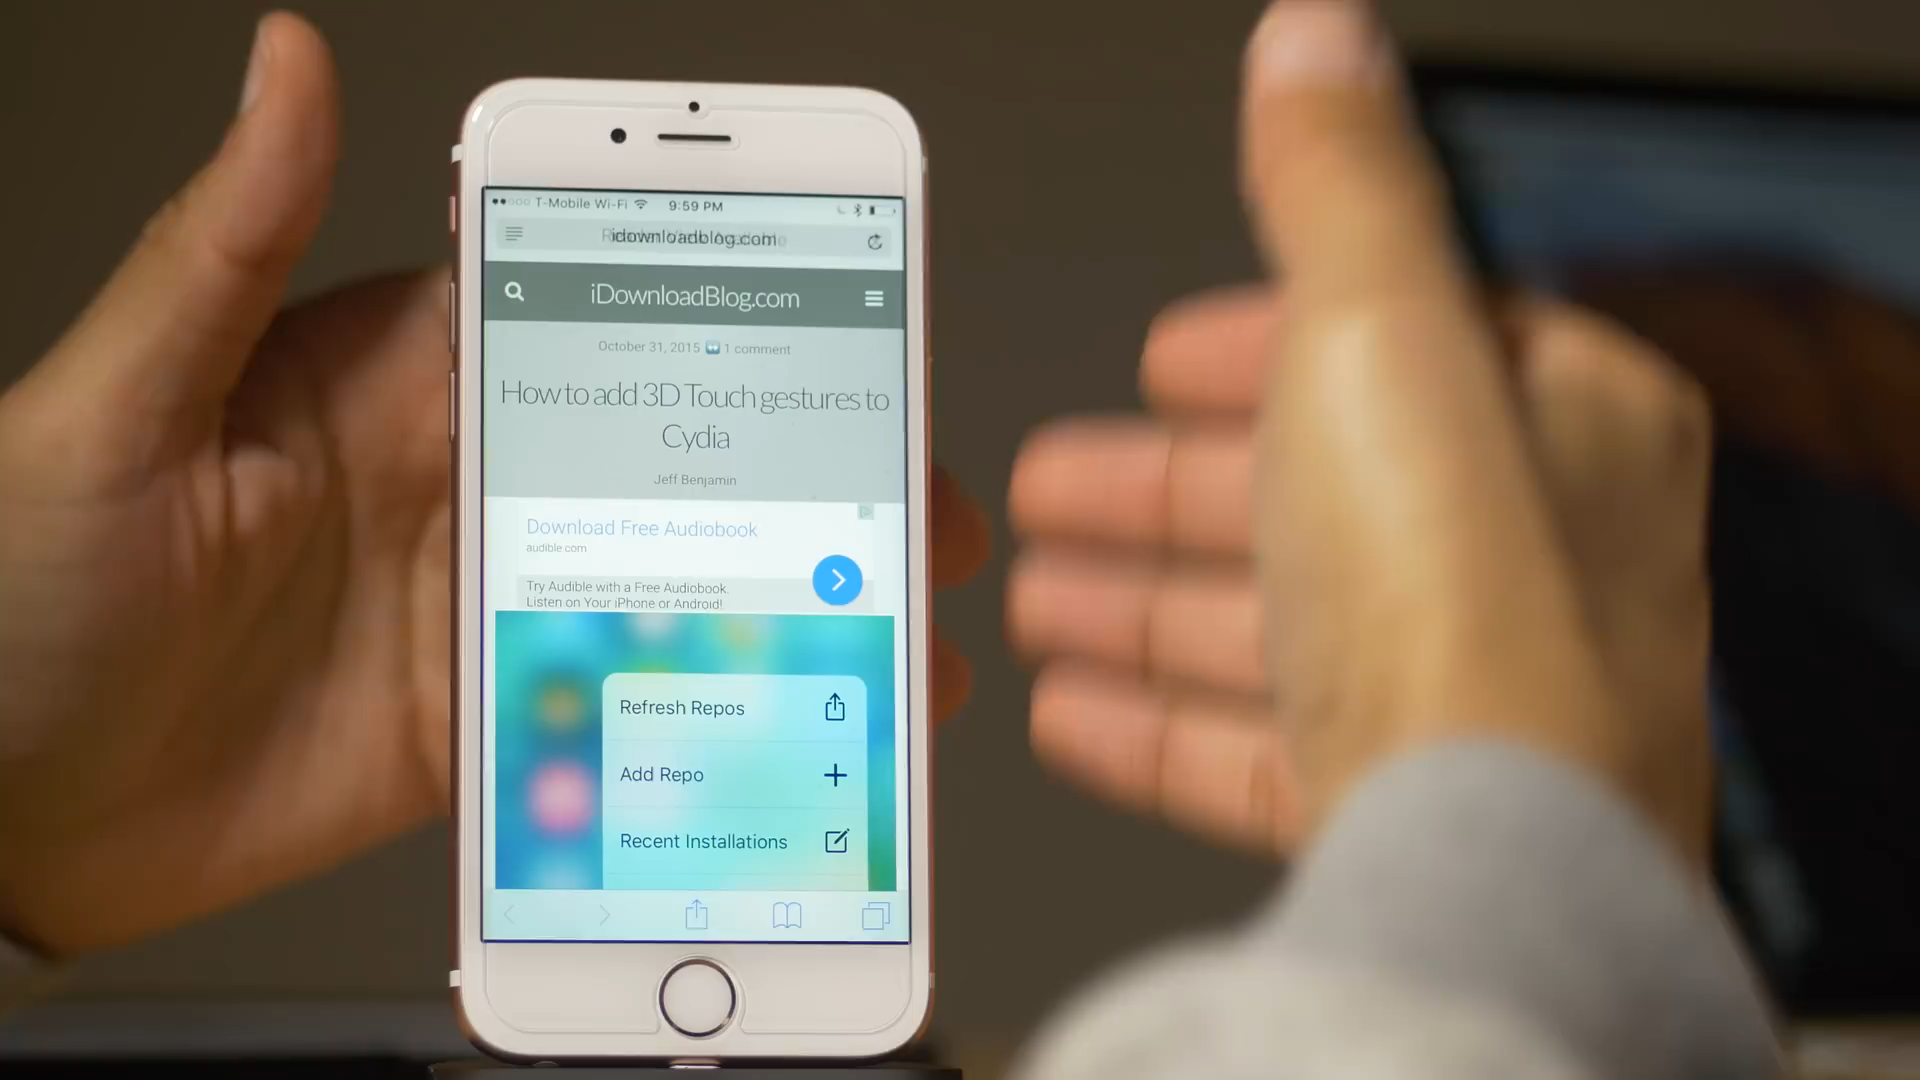 T-Mobile Wi-Fi 9:59 PM
idownloadblog.com
iDownloadBlog.com
October 31, 2015 1 comment
How to add 3D Touch gestures to
Cydia
Jeff Benjamin
Download Free Audiobook
audible.com
Try Audible with a Free Audiobook.
Listen on Your iPhone or Android!
Refresh Repos
Add Repo
Recent Installations